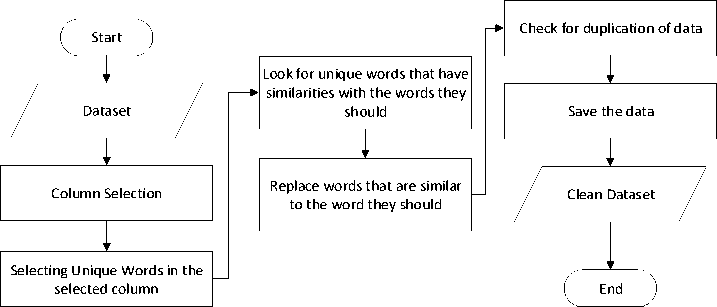 Start
Dataset
Column Selection
Selecting Unique Words in the
selected column
Look for unique words that have
similarities with the words they
should
Replace words that are similar
to the word they should
Check for duplication of data
Save the data
Clean Dataset
End